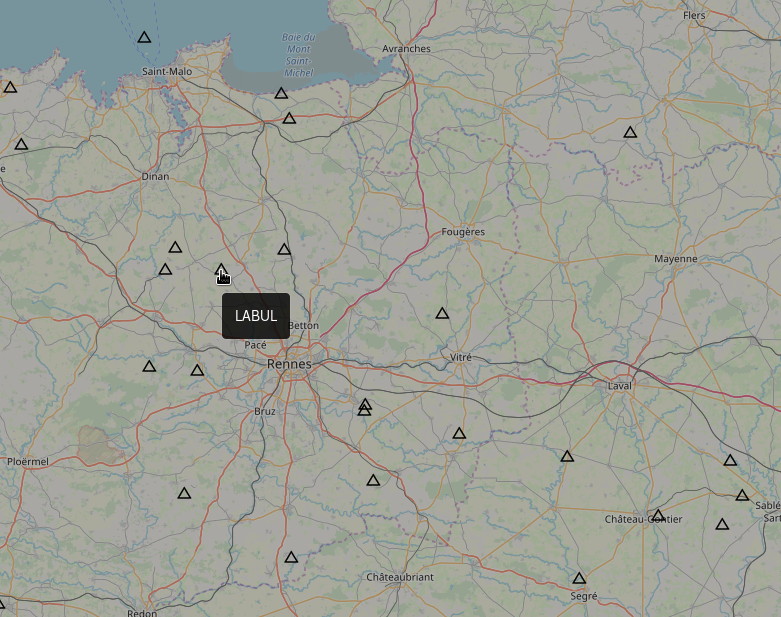 Flers
Baie du
Mont
Saint-
Michel
Avranches
Saint-Malo
e
Dinan
Fougères
Mayenne
LABUL
Betton
Pacé
Rennes
Vitré
Laval
Bruz
Ploërmel
Sablé
Sart
Château-Gontier
Châteaubriant
Segré
Redon